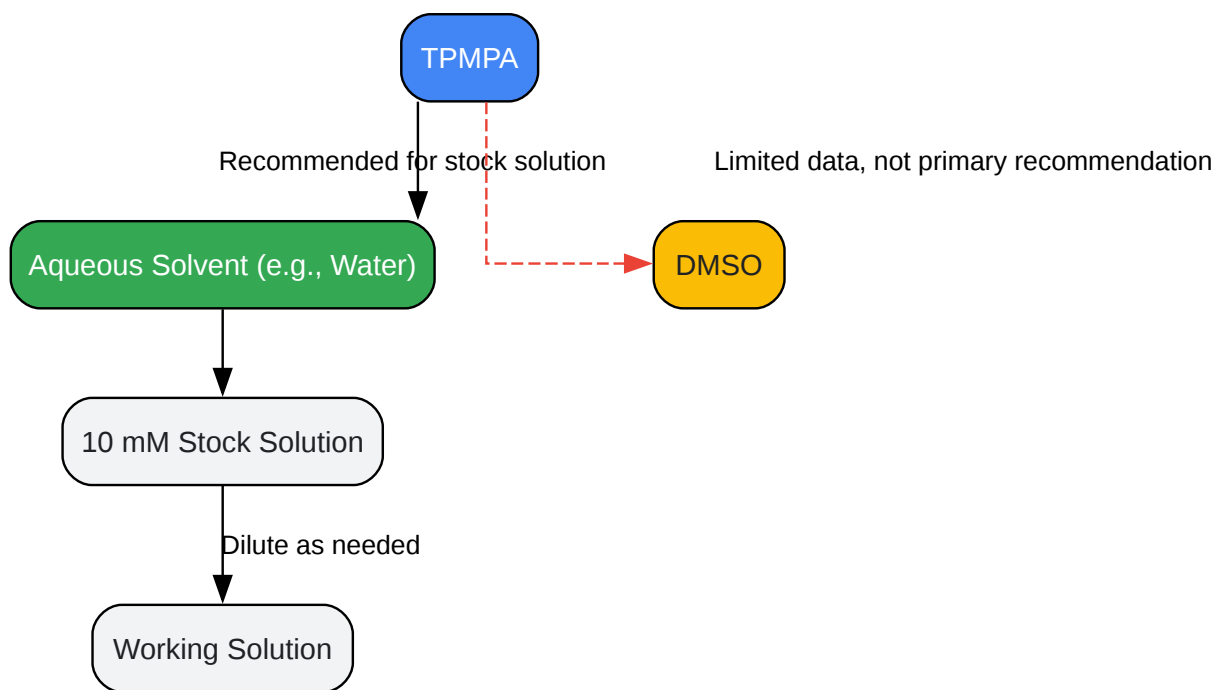 TPMPA
Recommended for stock solution
Limited data, not primary recommendation
Aqueous Solvent (e.g., Water)
DMSO
10 mM Stock Solution
Dilute as needed
Working Solution